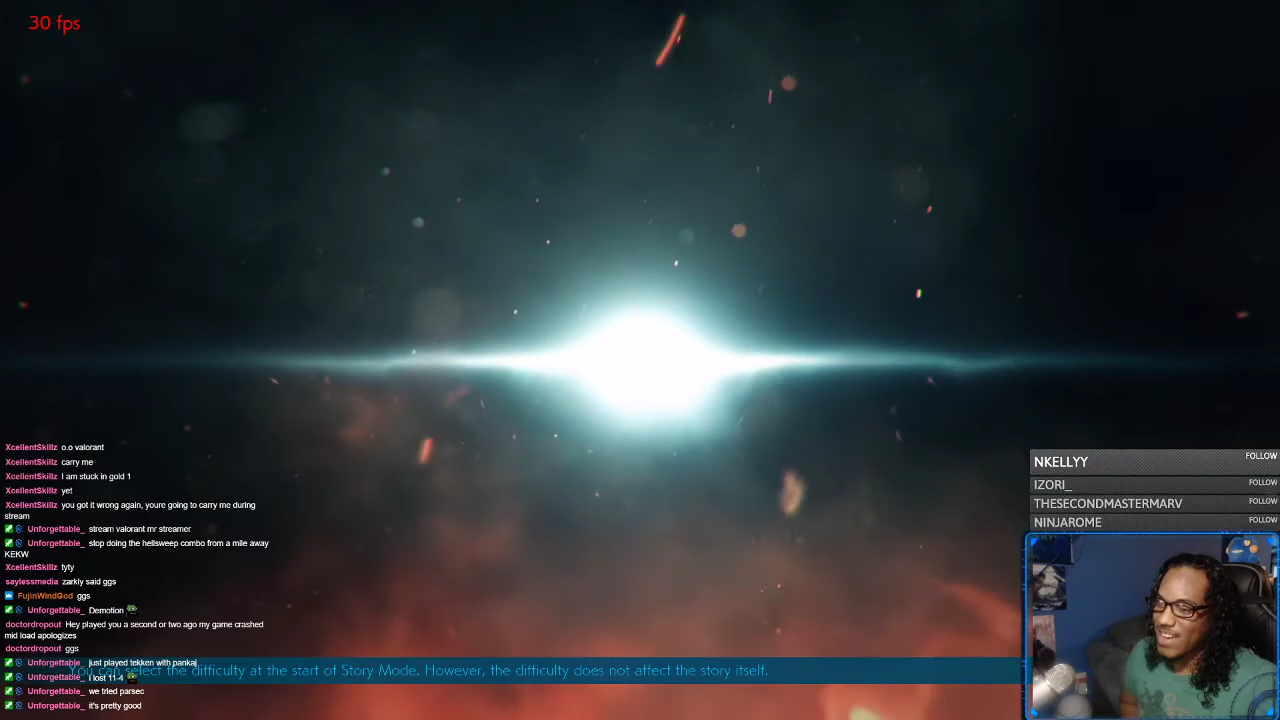 30 fps
XcellentSkillz o.o valorant
XcellentSkillz carry me
XcellentSkillz I am stuck in gold 1
XcellentSkillz yet
XcellentSkillz you got it wrong again, youre going to carry me during
stream
Unforgettable_ stream valorant mr streamer
Unforgettable_ stop doing the hellsweep combo from a mile away
KEKW
XcellentSkillz tyty
saylessmedia zarkly said ggs
FujinWindGod ggs
Unforgettable_ Demotion
doctordropout Hey played you a second or two ago my game crashed
mid load apologizes
doctordropout ggs
Unforgettable_ just played tekken with pankaj
You can select the difficulty at the start of Story Mode. However, the difficulty does not affect the story itself.
Unforgettable_ I lost 11-4
Unforgettable_ we tried parsec
Unforgettable_ it's pretty good
NKELLYY FOLLOW
IZORI_ FOLLOW
THESECONDMASTERMARV FOLLOW
NINJAROME FOLLOW